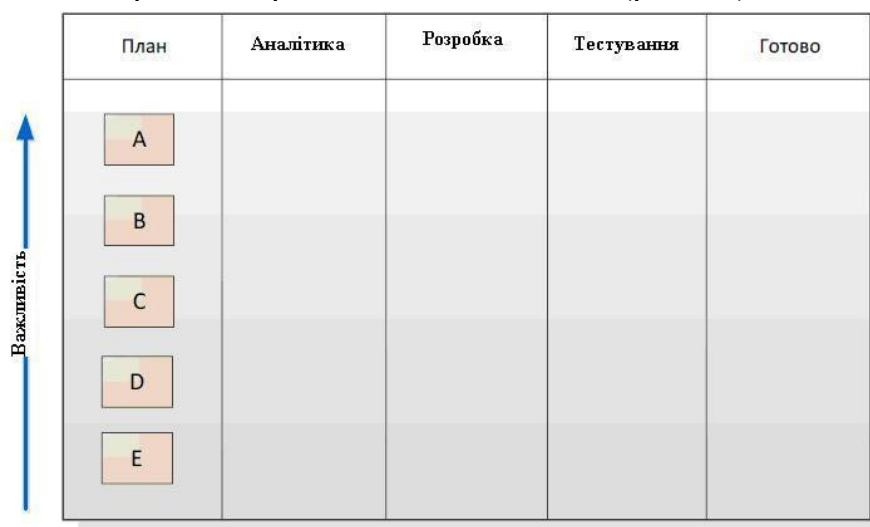 План
Аналітика
Розробка
Тестування
Готово
A
B
C
D
E
Важливість